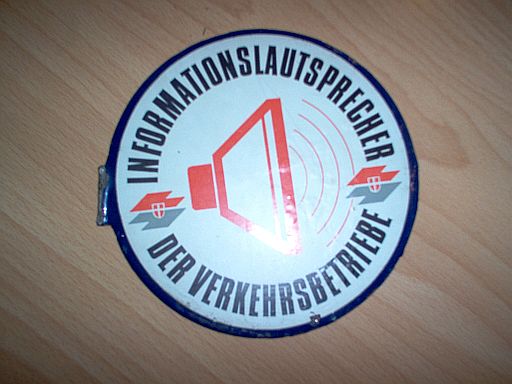 INFORMATIONSLAUTSPRECHER
DER VERKEHRSBETRIEBE